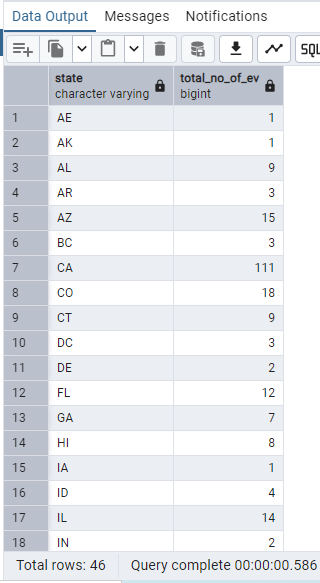 Data Output Messages Notifications
SQL
state total_no_of_ev
character varying bigint
1 AE 1
2 AK 1
3 AL 9
4 AR 3
5 AZ 15
6 BC 3
7 CA 111
8 CO 18
9 CT 9
10 DC 3
11 DE 2
12 FL 12
13 GA 7
14 HI 8
15 IA 1
16 ID 4
17 IL 14
18 IN 2
Total rows: 46 Query complete 00:00:00.586